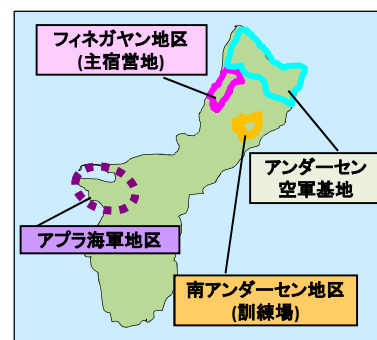 フィネガヤン地区
(主宿営地)
アンダーセン
空軍基地
アプラ海軍地区
南アンダーセン地区
(訓練場)